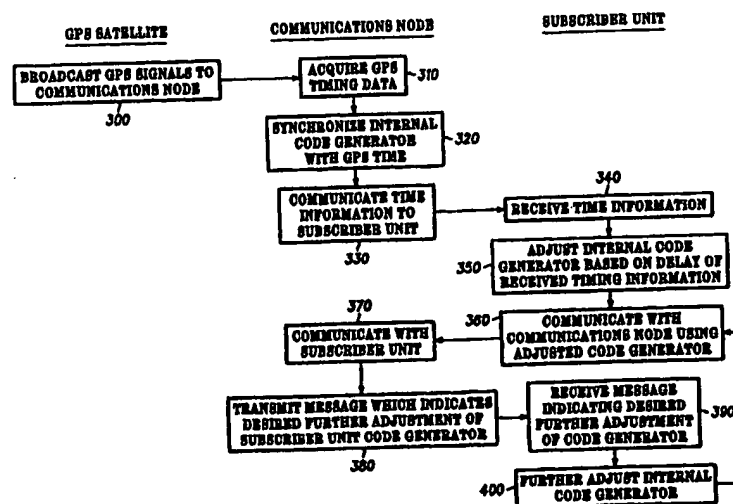 GPS SATELLITE
COMMUNICATIONS NODE
SUBSCRIBER UNIT
BROADCAST GPS SIGNALS TO
COMMUNICATIONS NODE
300
ACQUIRE GPS
TIMING DATA
310
SYNCHRONIZE INTERNAL
CODE GENERATOR
WITH GPS TIME
320
COMMUNICATE TIME
INFORMATION TO
SUBSCRIBER UNIT
330
340
RECEIVE TIME INFORMATION
350
ADJUST INTERNAL CODE
GENERATOR BASED ON DELAY OF
RECEIVED TIMING INFORMATION
360
COMMUNICATE WITH
COMMUNICATIONS NODE USING
ADJUSTED CODE GENERATOR
370
COMMUNICATE WITH
SUBSCRIBER UNIT
TRANSMIT MESSAGE WHICH INDICATES
DESIRED FURTHER ADJUSTMENT OF
SUBSCRIBER UNIT CODE GENERATOR
380
RECEIVE MESSAGE
INDICATING DESIRED
FURTHER ADJUSTMENT
OF CODE GENERATOR
390
400
FURTHER ADJUST INTERNAL
CODE GENERATOR